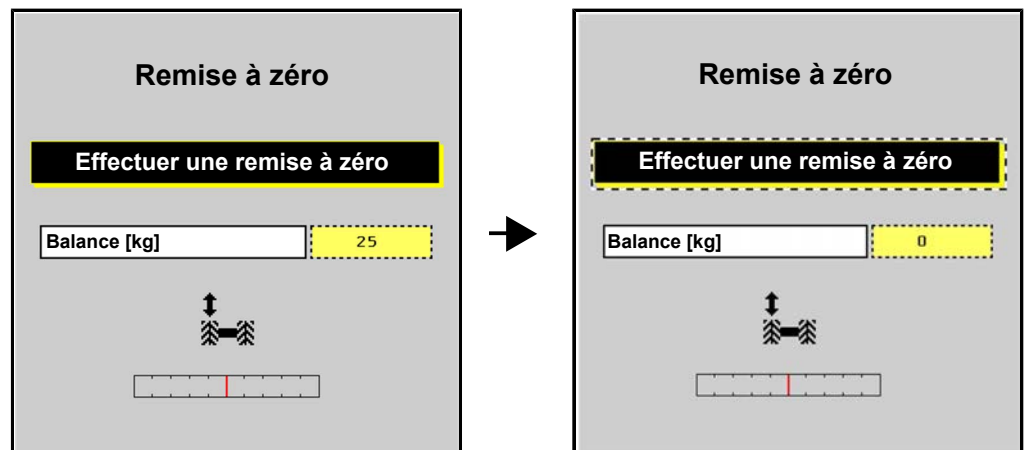 Remise à zéro
Effectuer une remise à zéro
Balance [kg] 25
Remise à zéro
Effectuer une remise à zéro
Balance [kg] 0